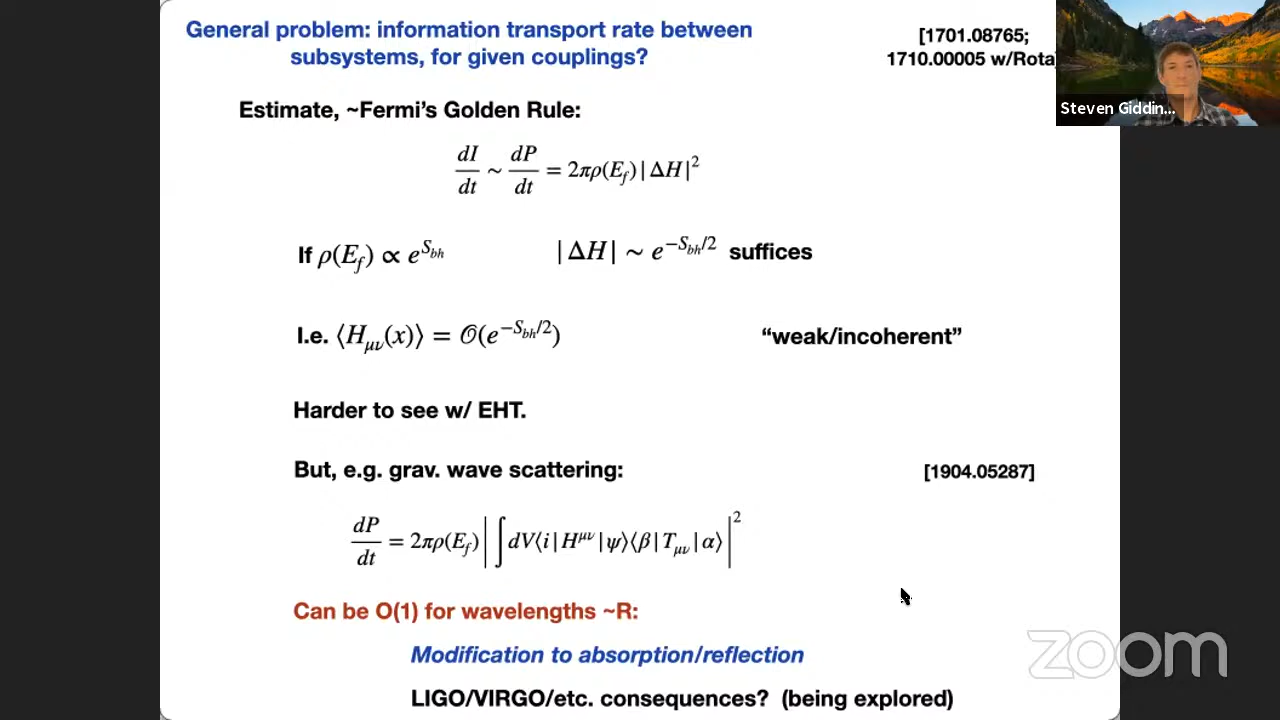 General problem: information transport rate between
subsystems, for given couplings?
[1701.08765;
1710.00005 w/Rota
Steven Giddin...
Estimate, ~Fermi's Golden Rule:
dI/dt ~ dP/dt = 2πρ(E_f)|ΔH|²
If ρ(E_f) ∝ e^{S_bh} |ΔH| ~ e^{-S_bh/2} suffices
I.e. ⟨H_μν(x)⟩ = 𝒪(e^{-S_bh/2}) "weak/incoherent"
Harder to see w/ EHT.
But, e.g. grav. wave scattering: [1904.05287]
dP/dt = 2πρ(E_f)|∫dV⟨i|H^μν|ψ⟩⟨β|T_μν|α⟩|²
Can be O(1) for wavelengths ~R:
Modification to absorption/reflection
LIGO/VIRGO/etc. consequences? (being explored)
zoom